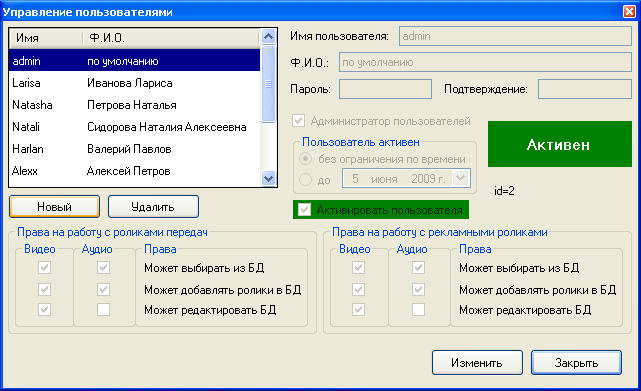 Управление пользователями
Имя Ф.И.О.
admin по умолчанию
Larisa Иванова Лариса
Natasha Петрова Наталья
Natali Сидорова Наталия Алексеевна
Harlan Валерий Павлов
Alexx Алексей Петров
Новый Удалить
Имя пользователя: admin
Ф.И.О.: по умолчанию
Пароль: Подтверждение:
Администратор пользователей
Пользователь активен
без ограничения по времени
до 5 июня 2009 г.
Активен
id=2
Активировать пользователя
Права на работу с роликами передач
Видео Аудио Права
Может выбирать из БД
Может добавлять ролики в БД
Может редактировать БД
Права на работу с рекламными роликами
Видео Аудио Права
Может выбирать из БД
Может добавлять ролики в БД
Может редактировать БД
Изменить Закрыть